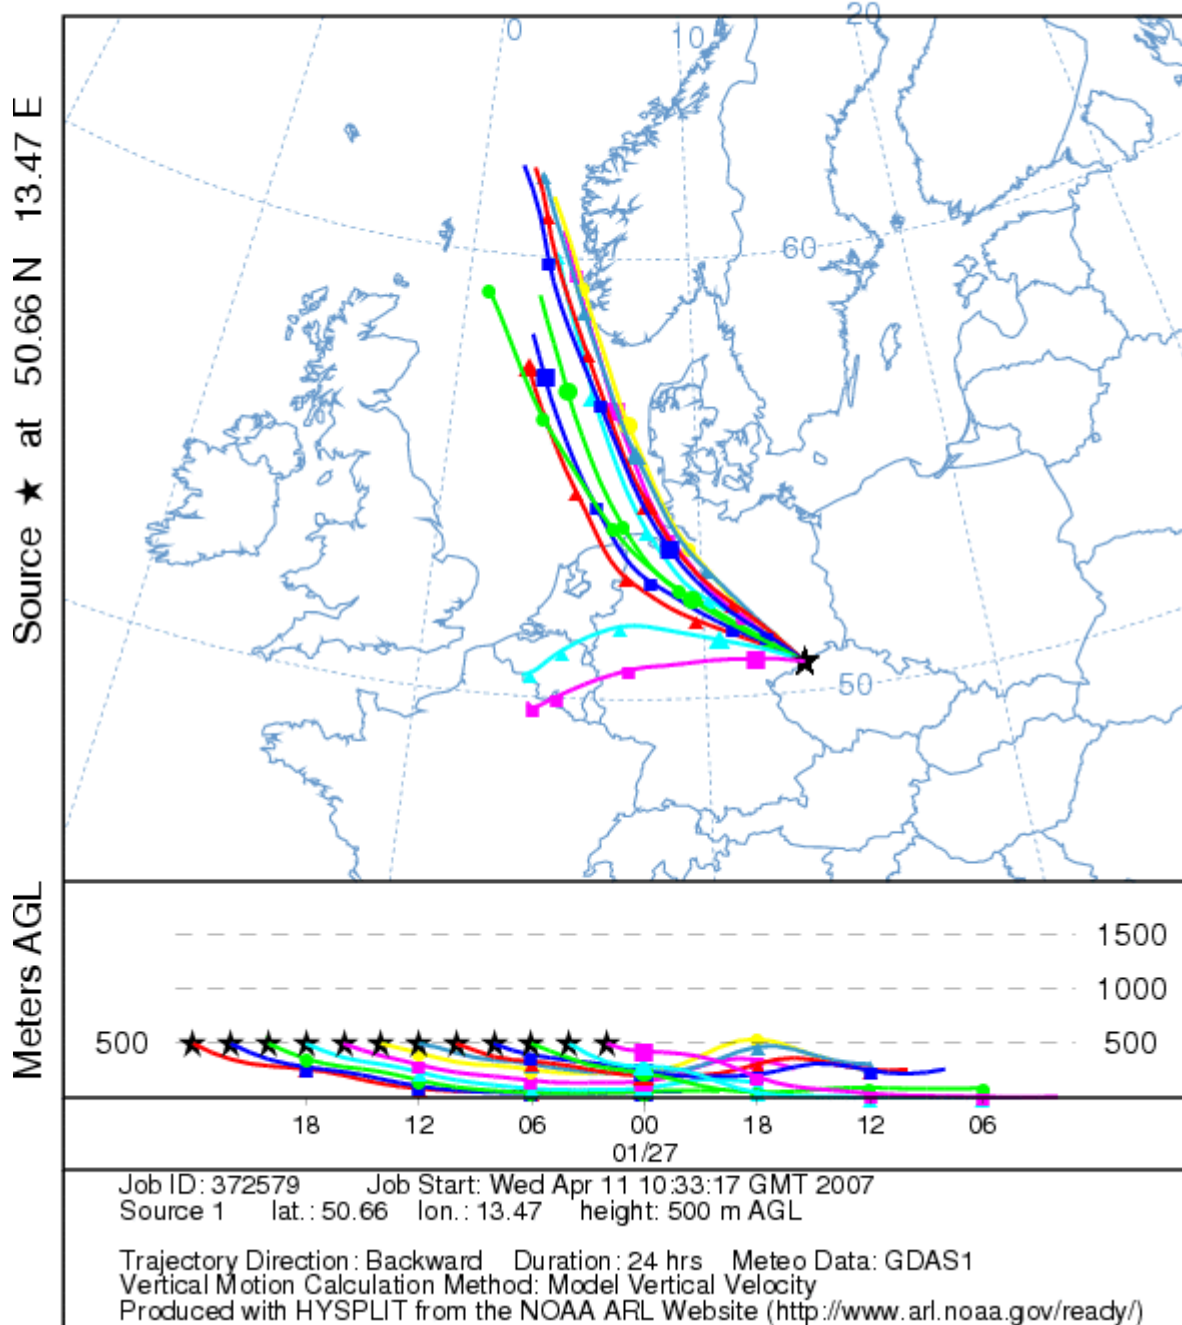 0
10
20
60
50
Source ★ at 50.66 N 13.47 E
Meters AGL
1500
1000
500
500
18 12 06 00 18 12 06
01/27
Job ID: 372579 Job Start: Wed Apr 11 10:33:17 GMT 2007
Source 1 lat.: 50.66 lon.: 13.47 height: 500 m AGL
Trajectory Direction: Backward Duration: 24 hrs Meteo Data: GDAS1
Vertical Motion Calculation Method: Model Vertical Velocity
Produced with HYSPLIT from the NOAA ARL Website (http://www.arl.noaa.gov/ready/)